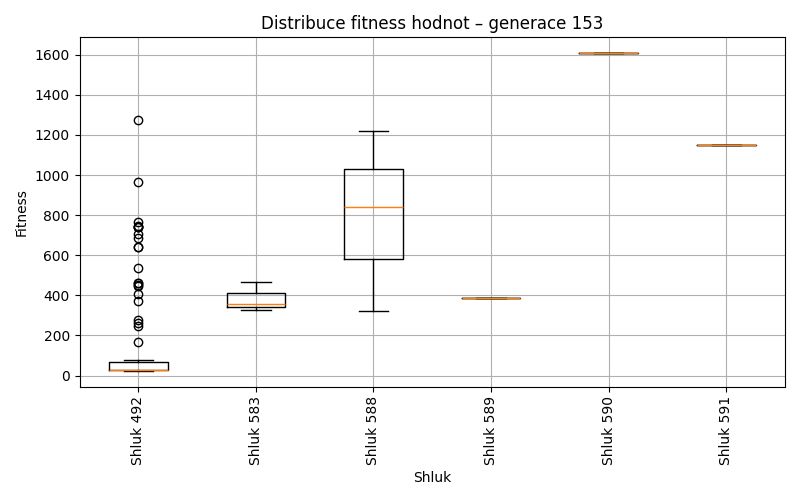 Distribuce fitness hodnot – generace 153
1600
1400
1200
1000
800
600
400
200
0
Fitness
Shluk 492
Shluk 583
Shluk 588
Shluk 589
Shluk 590
Shluk 591
Shluk